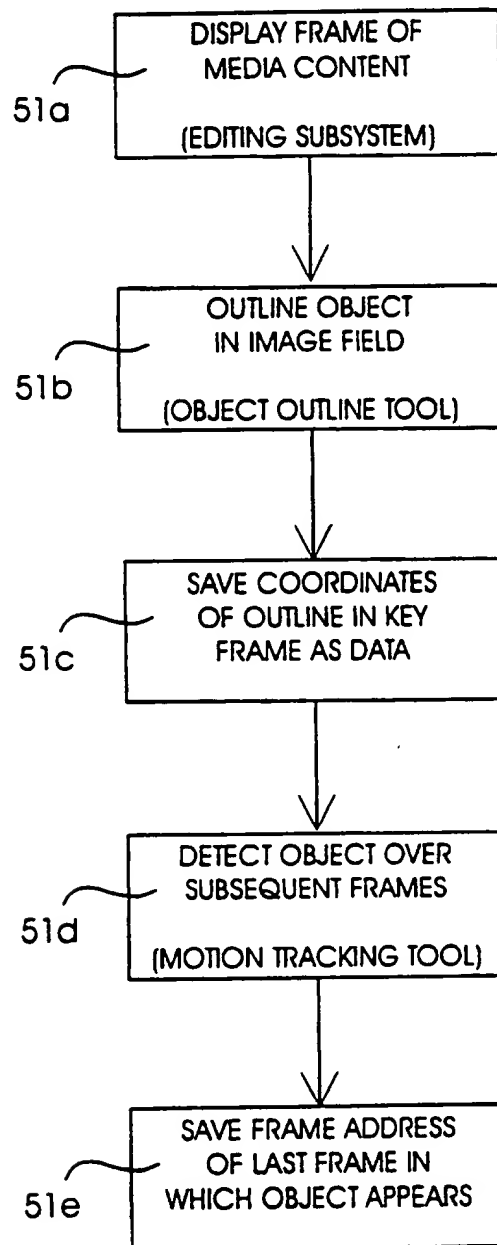 DISPLAY FRAME OF
MEDIA CONTENT
(EDITING SUBSYSTEM)
51a
OUTLINE OBJECT
IN IMAGE FIELD
(OBJECT OUTLINE TOOL)
51b
SAVE COORDINATES
OF OUTLINE IN KEY
FRAME AS DATA
51c
DETECT OBJECT OVER
SUBSEQUENT FRAMES
(MOTION TRACKING TOOL)
51d
SAVE FRAME ADDRESS
OF LAST FRAME IN
WHICH OBJECT APPEARS
51e